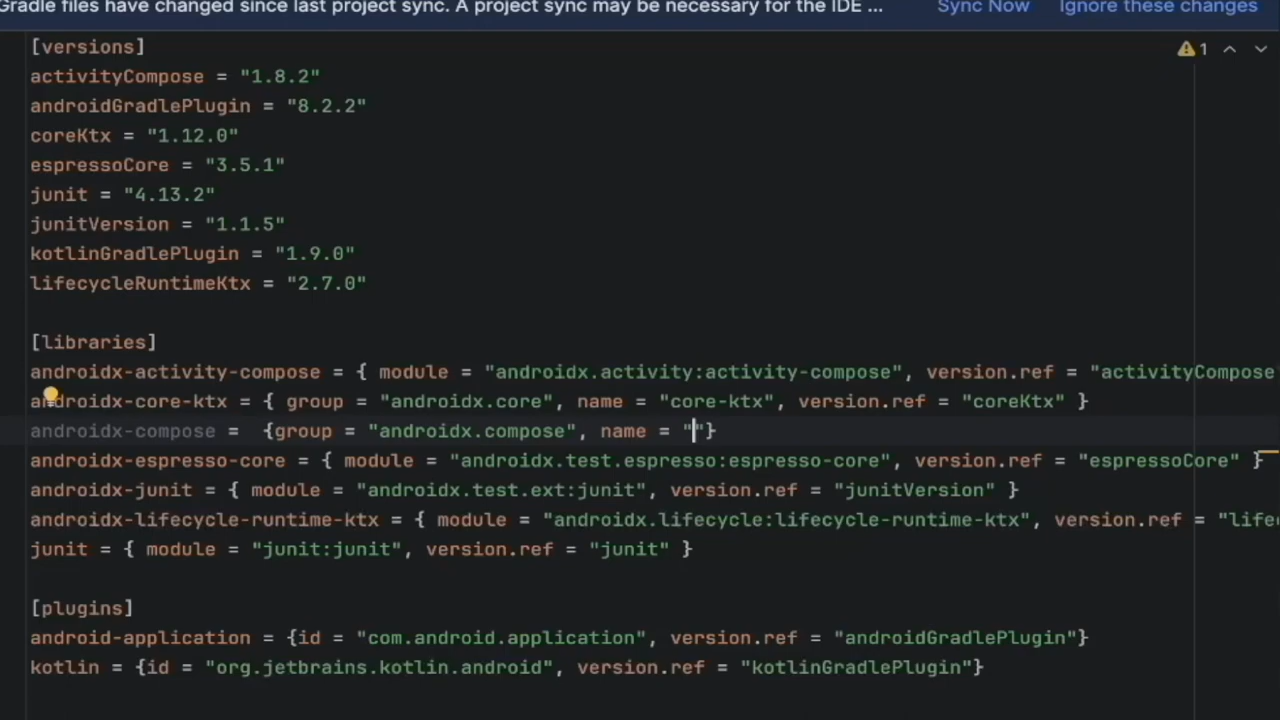 Gradle files have changed since last project sync. A project sync may be necessary for the IDE ... Sync Now Ignore these changes
[versions] 1
activityCompose = "1.8.2"
androidGradlePlugin = "8.2.2"
coreKtx = "1.12.0"
espressoCore = "3.5.1"
junit = "4.13.2"
junitVersion = "1.1.5"
kotlinGradlePlugin = "1.9.0"
lifecycleRuntimeKtx = "2.7.0"
[libraries]
androidx-activity-compose = { module = "androidx.activity:activity-compose", version.ref = "activityCompose
androidx-core-ktx = { group = "androidx.core", name = "core-ktx", version.ref = "coreKtx" }
androidx-compose =  {group = "androidx.compose", name = ""}
androidx-espresso-core = { module = "androidx.test.espresso:espresso-core", version.ref = "espressoCore" }
androidx-junit = { module = "androidx.test.ext:junit", version.ref = "junitVersion" }
androidx-lifecycle-runtime-ktx = { module = "androidx.lifecycle:lifecycle-runtime-ktx", version.ref = "life
junit = { module = "junit:junit", version.ref = "junit" }
[plugins]
android-application = {id = "com.android.application", version.ref = "androidGradlePlugin"}
kotlin = {id = "org.jetbrains.kotlin.android", version.ref = "kotlinGradlePlugin"}